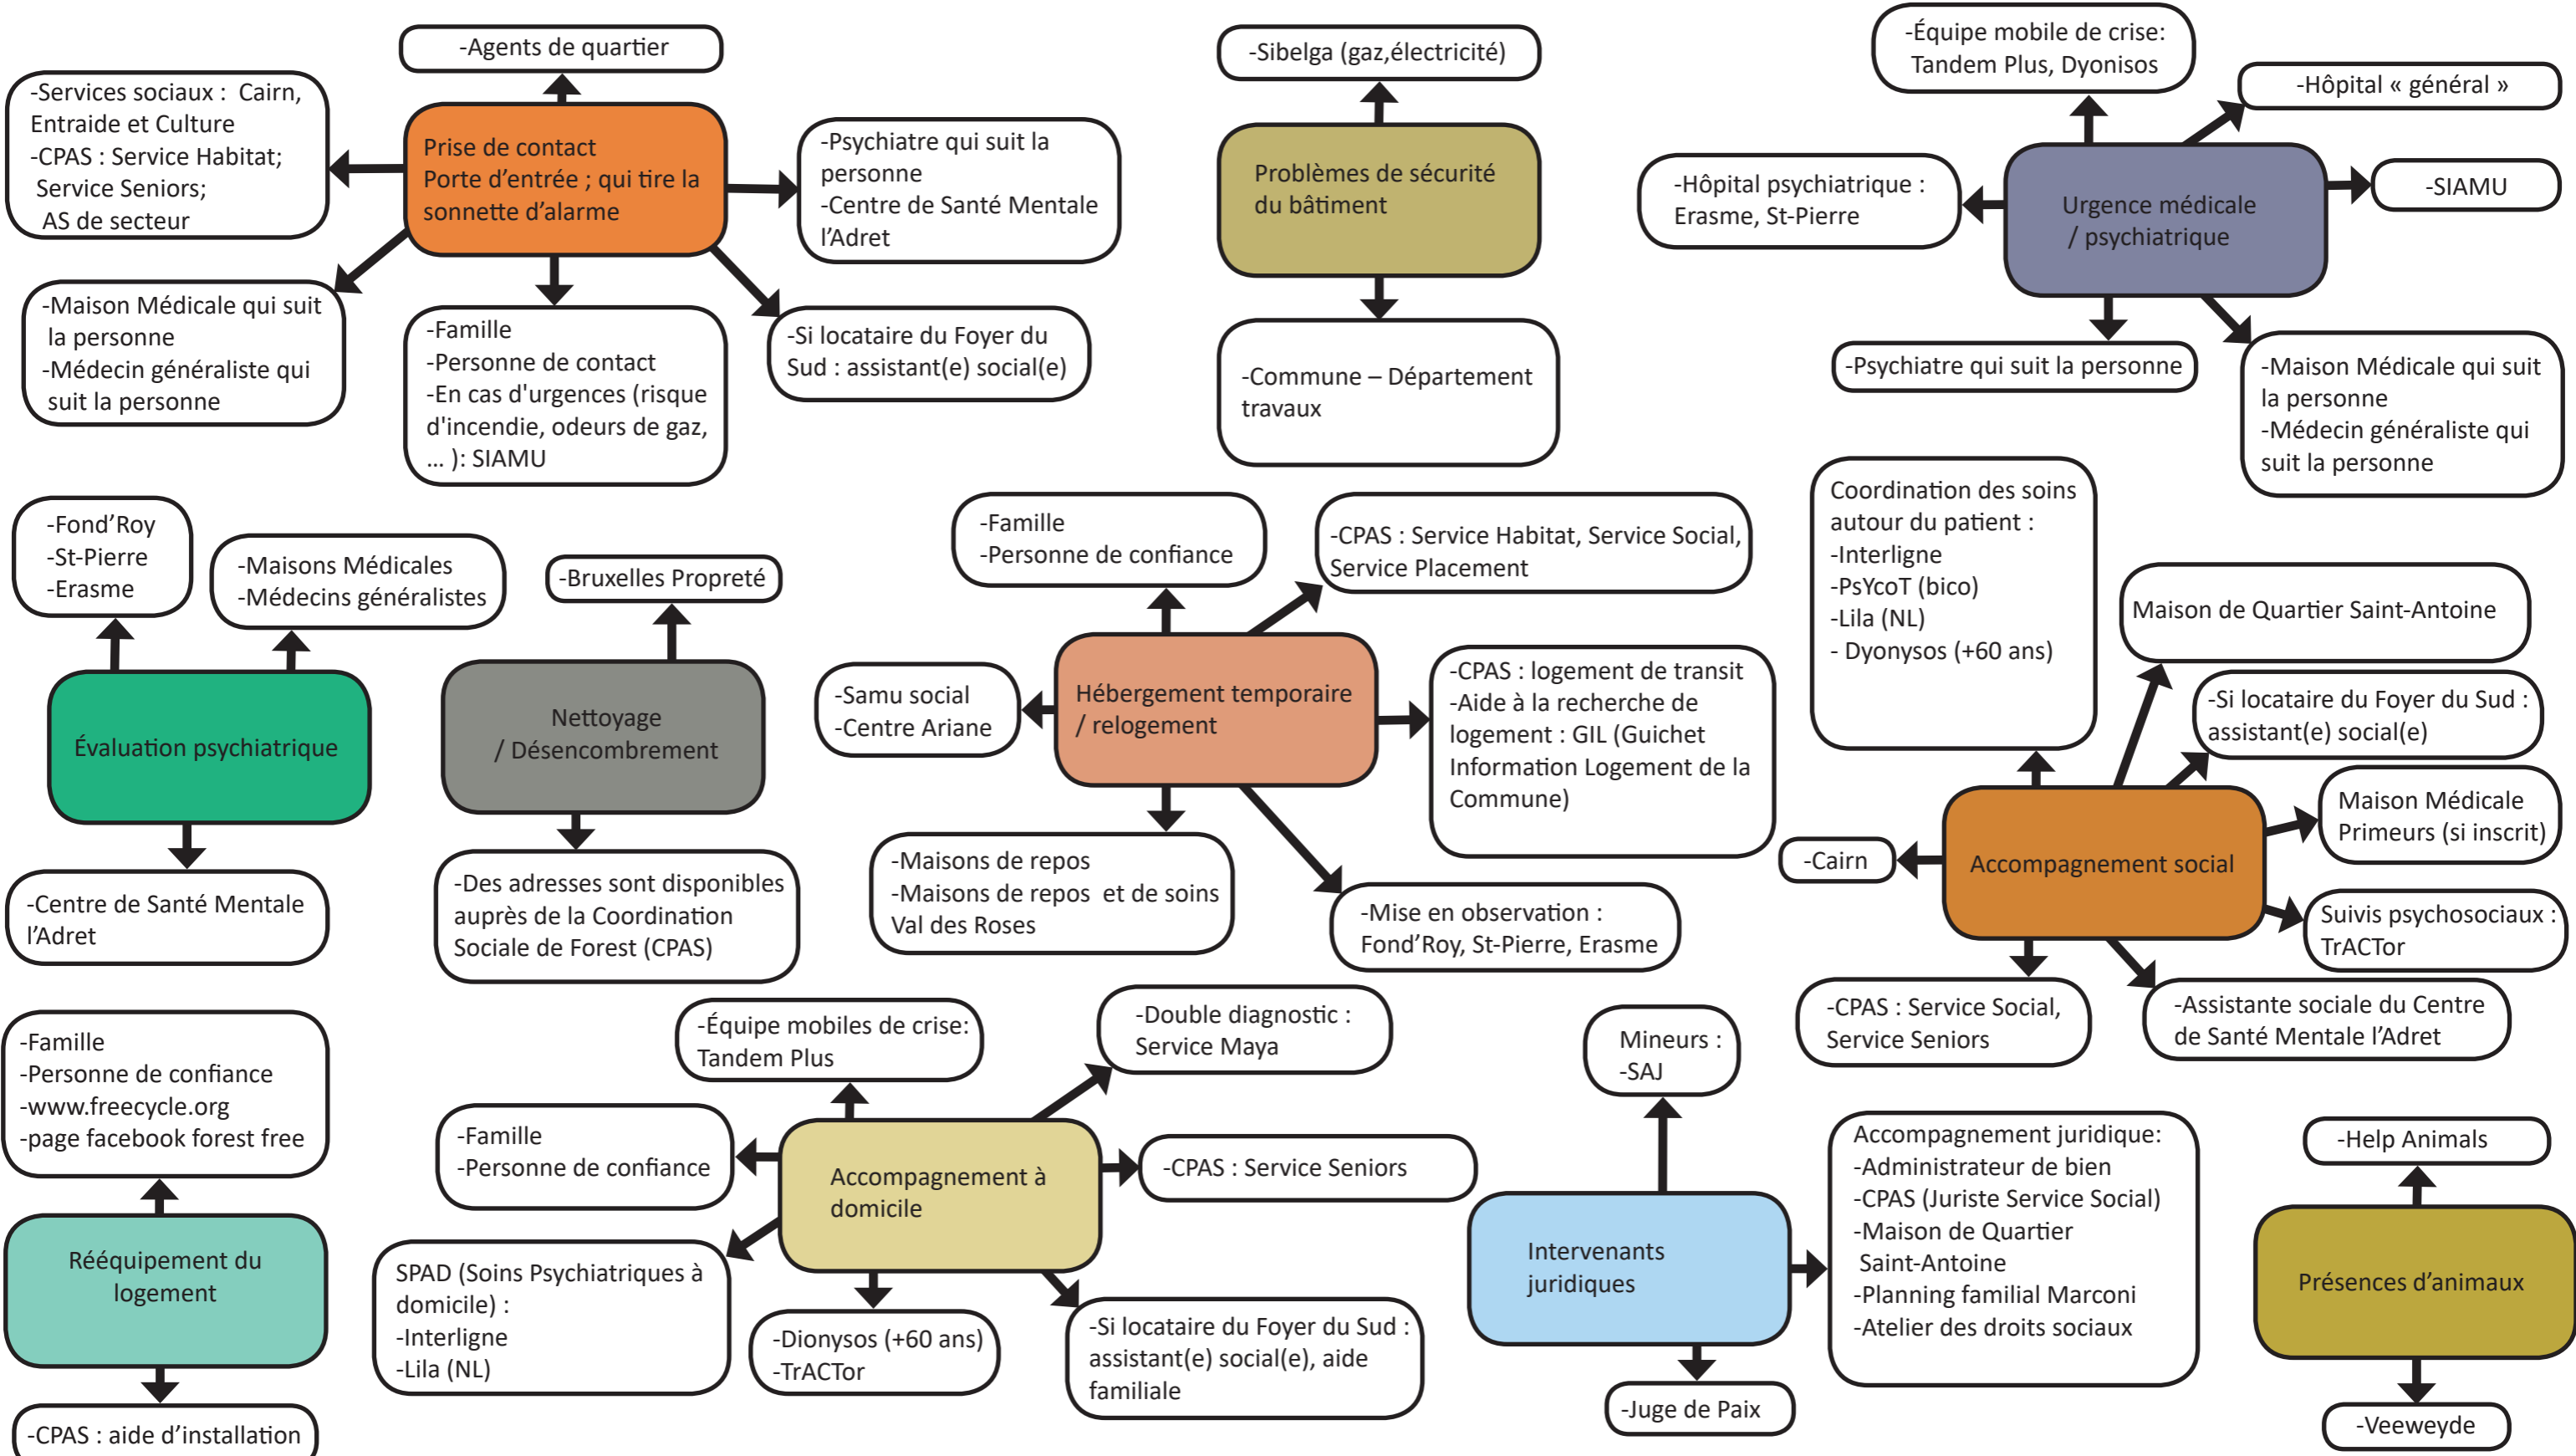 -Agents de quartier
-Services sociaux : Cairn,
Entraide et Culture
-CPAS : Service Habitat;
Service Seniors;
AS de secteur
Prise de contact
Porte d’entrée ; qui tire la
sonnette d’alarme
-Psychiatre qui suit la
personne
-Centre de Santé Mentale
l’Adret
-Maison Médicale qui suit
la personne
-Médecin généraliste qui
suit la personne
-Famille
-Personne de contact
-En cas d'urgences (risque
d'incendie, odeurs de gaz,
... ): SIAMU
-Si locataire du Foyer du
Sud : assistant(e) social(e)
-Sibelga (gaz,électricité)
Problèmes de sécurité
du bâtiment
-Commune – Département
travaux
-Équipe mobile de crise:
Tandem Plus, Dyonisos
-Hôpital « général »
-Hôpital psychiatrique :
Erasme, St-Pierre
Urgence médicale
/ psychiatrique
-SIAMU
-Psychiatre qui suit la personne
-Maison Médicale qui suit
la personne
-Médecin généraliste qui
suit la personne
-Fond’Roy
-St-Pierre
-Erasme
-Maisons Médicales
-Médecins généralistes
Évaluation psychiatrique
-Centre de Santé Mentale
l’Adret
-Bruxelles Propreté
Nettoyage
/ Désencombrement
-Des adresses sont disponibles
auprès de la Coordination
Sociale de Forest (CPAS)
-Famille
-Personne de confiance
-CPAS : Service Habitat, Service Social,
Service Placement
-Samu social
-Centre Ariane
Hébergement temporaire
/ relogement
-CPAS : logement de transit
-Aide à la recherche de
logement : GIL (Guichet
Information Logement de la
Commune)
-Maisons de repos
-Maisons de repos et de soins
Val des Roses
-Mise en observation :
Fond’Roy, St-Pierre, Erasme
Coordination des soins
autour du patient :
-Interligne
-PsYcoT (bico)
-Lila (NL)
- Dyonysos (+60 ans)
Maison de Quartier Saint-Antoine
-Si locataire du Foyer du Sud :
assistant(e) social(e)
Maison Médicale
Primeurs (si inscrit)
-Cairn
Accompagnement social
Suivis psychosociaux :
TrACTor
-CPAS : Service Social,
Service Seniors
-Assistante sociale du Centre
de Santé Mentale l’Adret
-Famille
-Personne de confiance
-www.freecycle.org
-page facebook forest free
Rééquipement du
logement
-CPAS : aide d’installation
-Équipe mobiles de crise:
Tandem Plus
-Double diagnostic :
Service Maya
-Famille
-Personne de confiance
Accompagnement à
domicile
-CPAS : Service Seniors
SPAD (Soins Psychiatriques à
domicile) :
-Interligne
-Lila (NL)
-Dionysos (+60 ans)
-TrACTor
-Si locataire du Foyer du Sud :
assistant(e) social(e), aide
familiale
Mineurs :
-SAJ
Intervenants
juridiques
Accompagnement juridique:
-Administrateur de bien
-CPAS (Juriste Service Social)
-Maison de Quartier
Saint-Antoine
-Planning familial Marconi
-Atelier des droits sociaux
-Juge de Paix
-Help Animals
Présences d’animaux
-Veeweyde